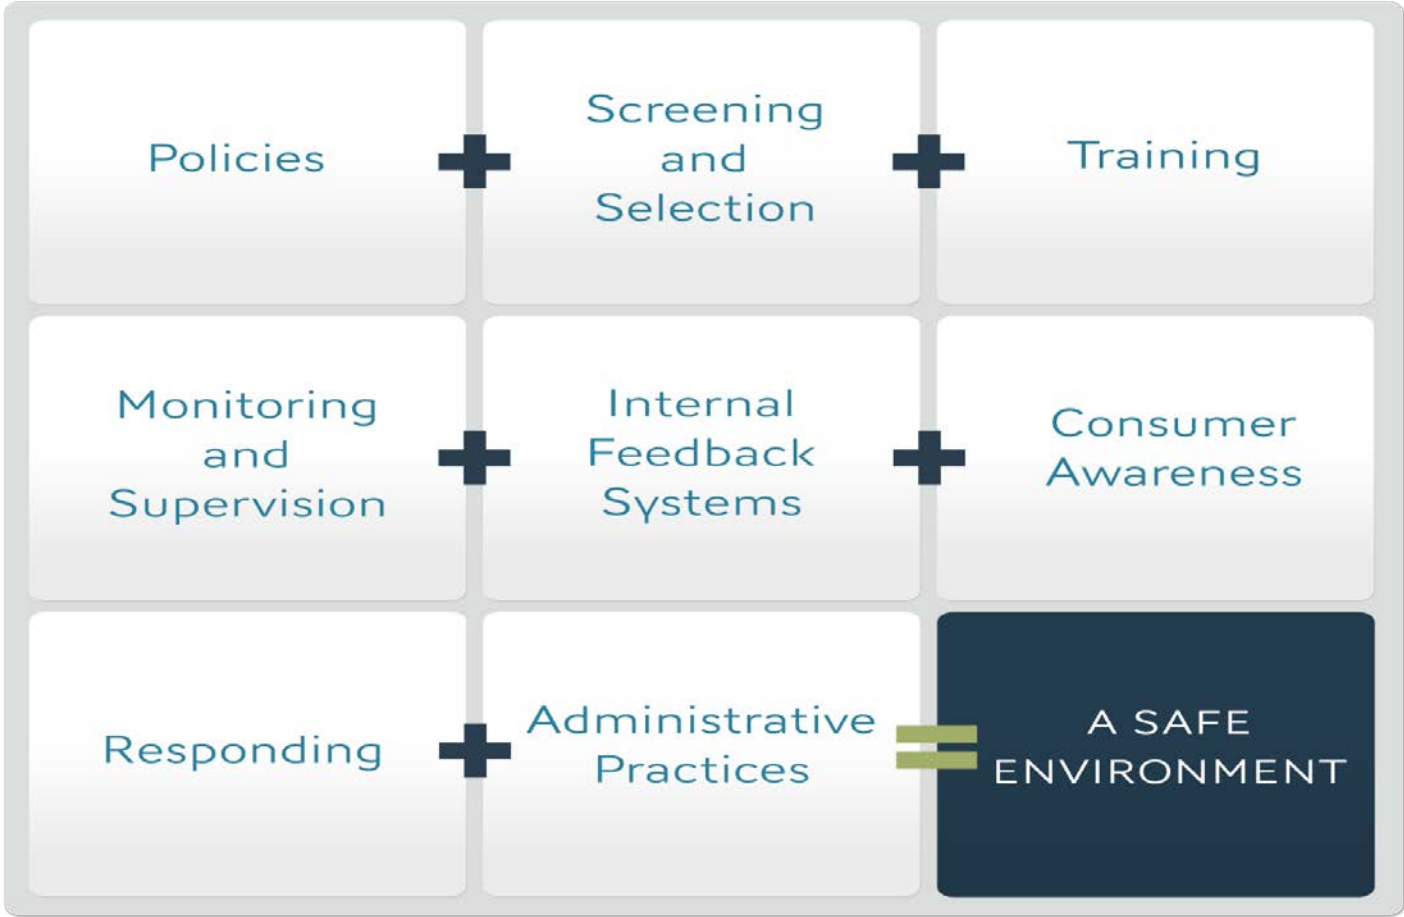 Policies
Screening
and
Selection
Training
Monitoring
and
Supervision
Internal
Feedback
Systems
Consumer
Awareness
Responding
Administrative
Practices
A SAFE
ENVIRONMENT